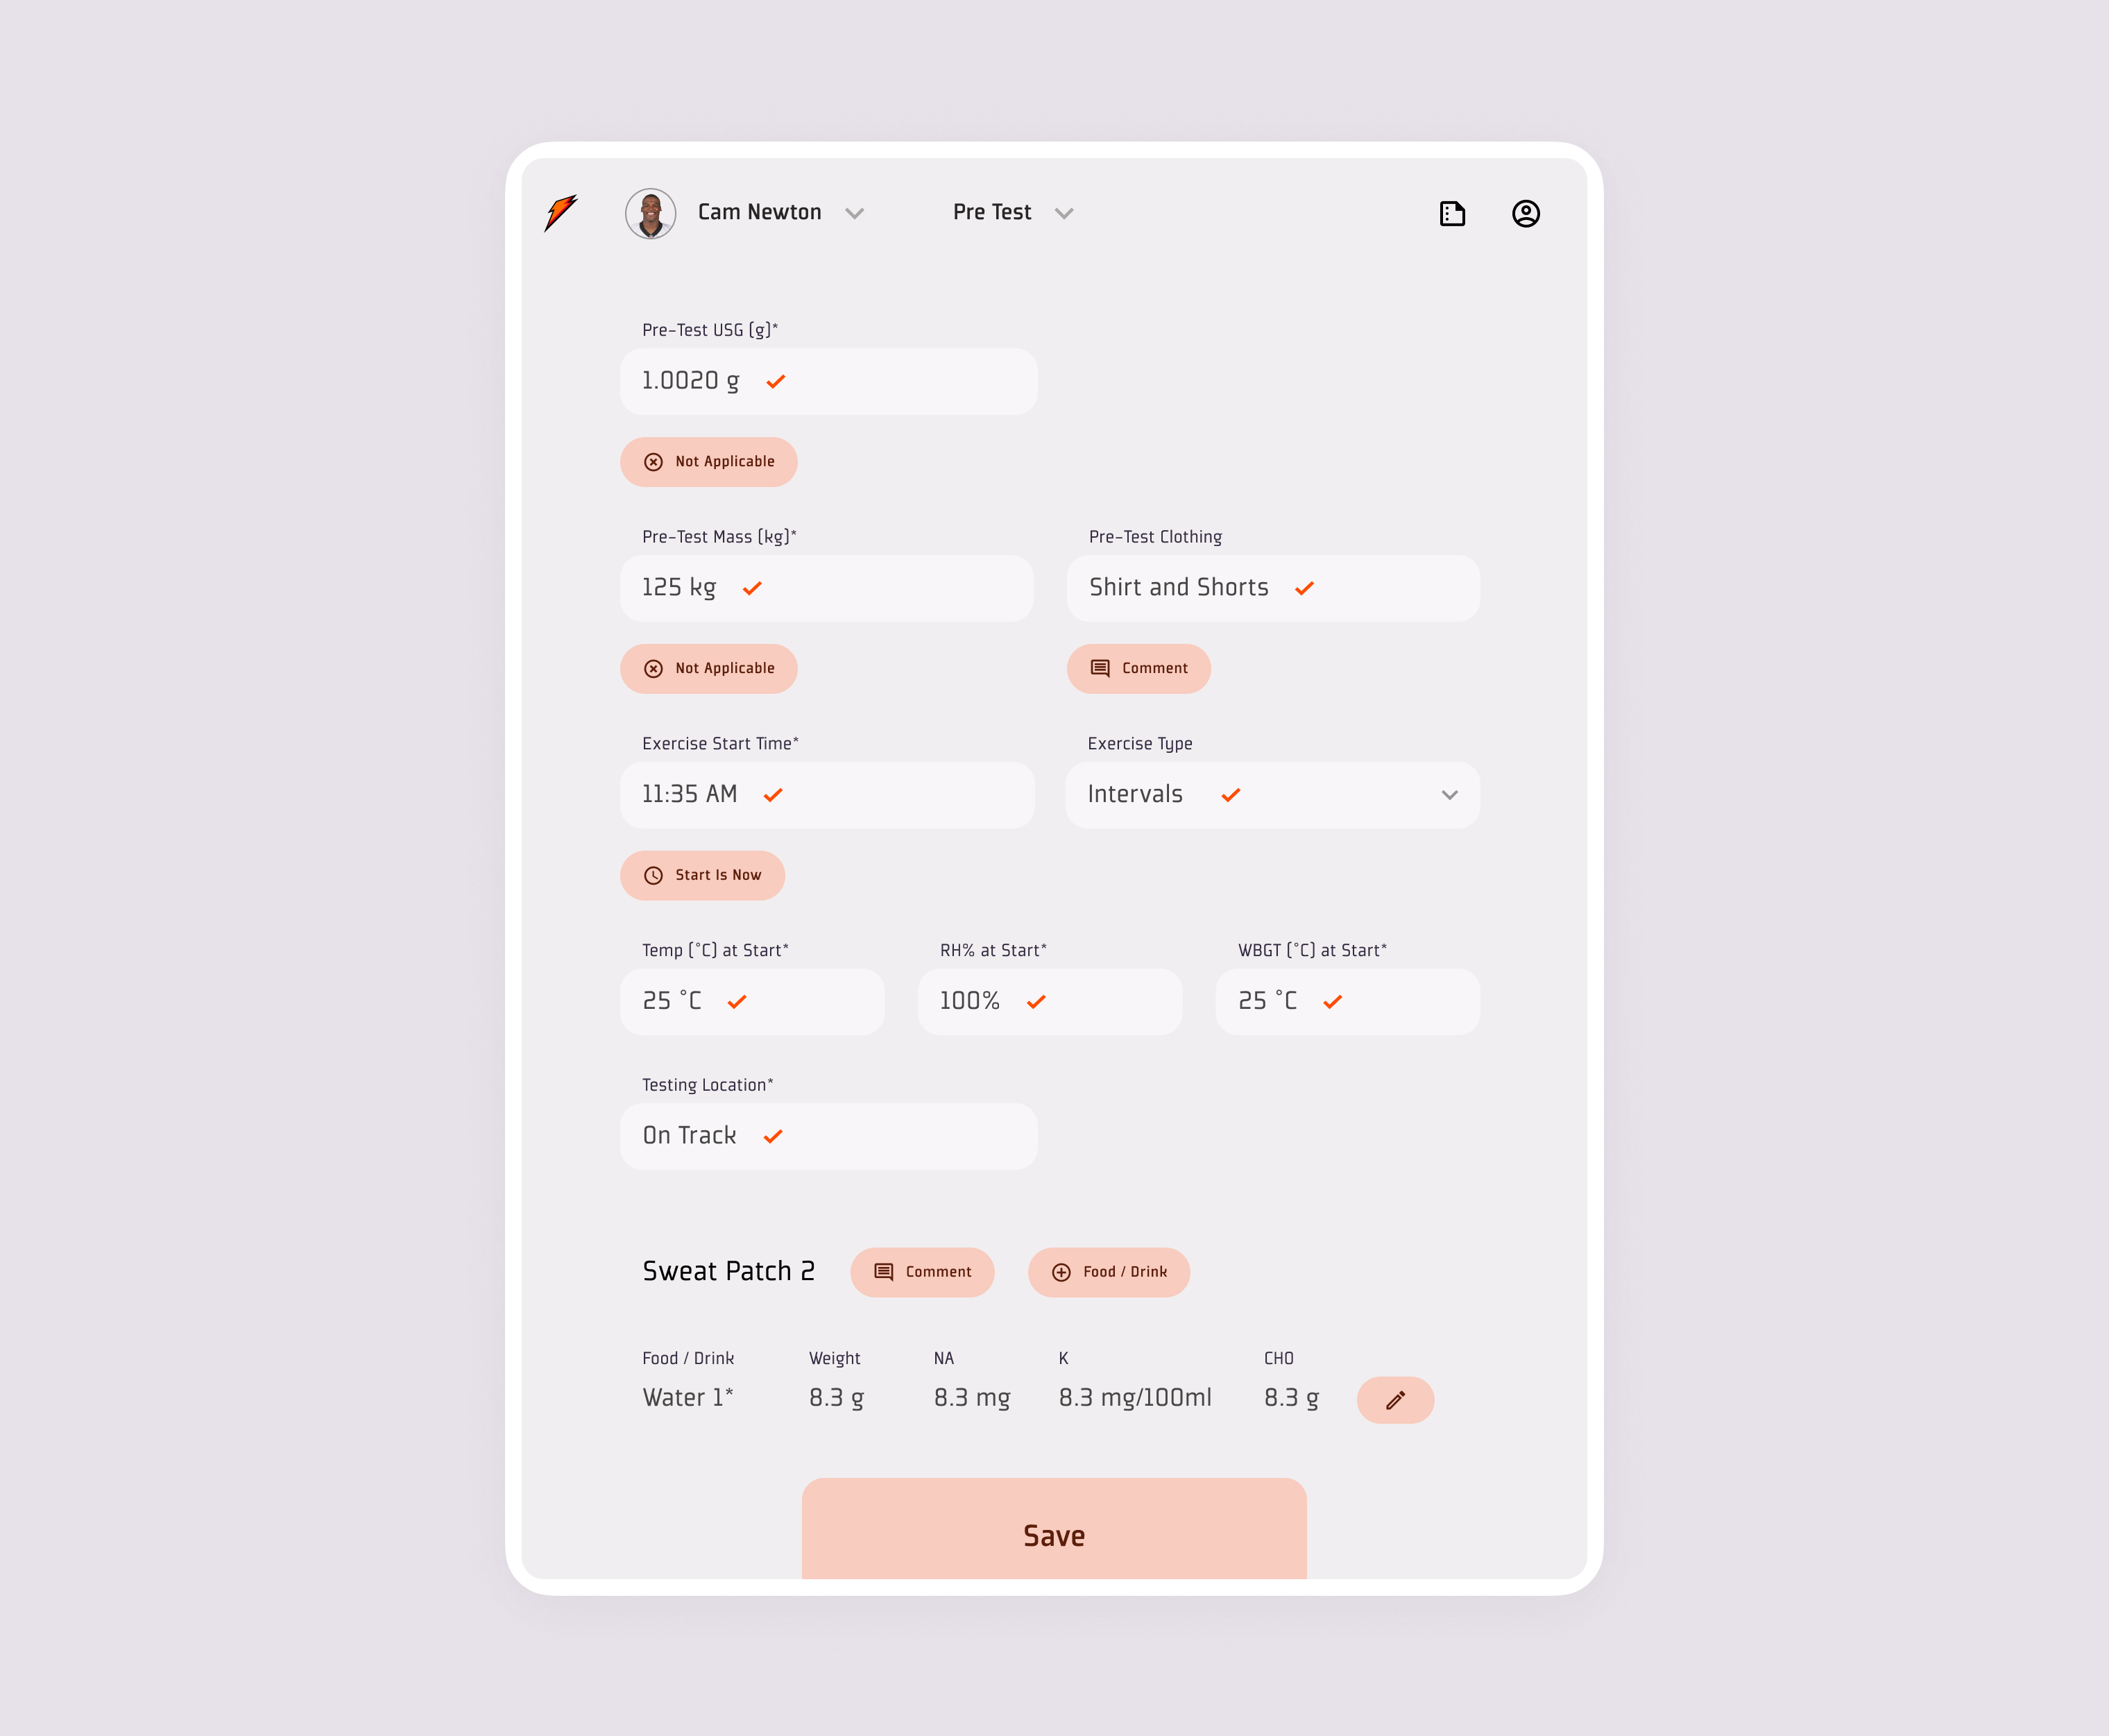 Cam Newton
Pre Test
Pre-Test USG (g)*
1.0020 g
Not Applicable
Pre-Test Mass (kg)*
Pre-Test Clothing
125 kg
Shirt and Shorts
Not Applicable
Comment
Exercise Start Time*
Exercise Type
11:35 AM
Intervals
Start Is Now
Temp (°C) at Start*
RH% at Start*
WBGT (°C) at Start*
25 °C
100%
25 °C
Testing Location*
On Track
Sweat Patch 2
Comment
Food / Drink
Food / Drink
Weight
NA
K
CHO
Water 1*
8.3 g
8.3 mg
8.3 mg/100ml
8.3 g
Save